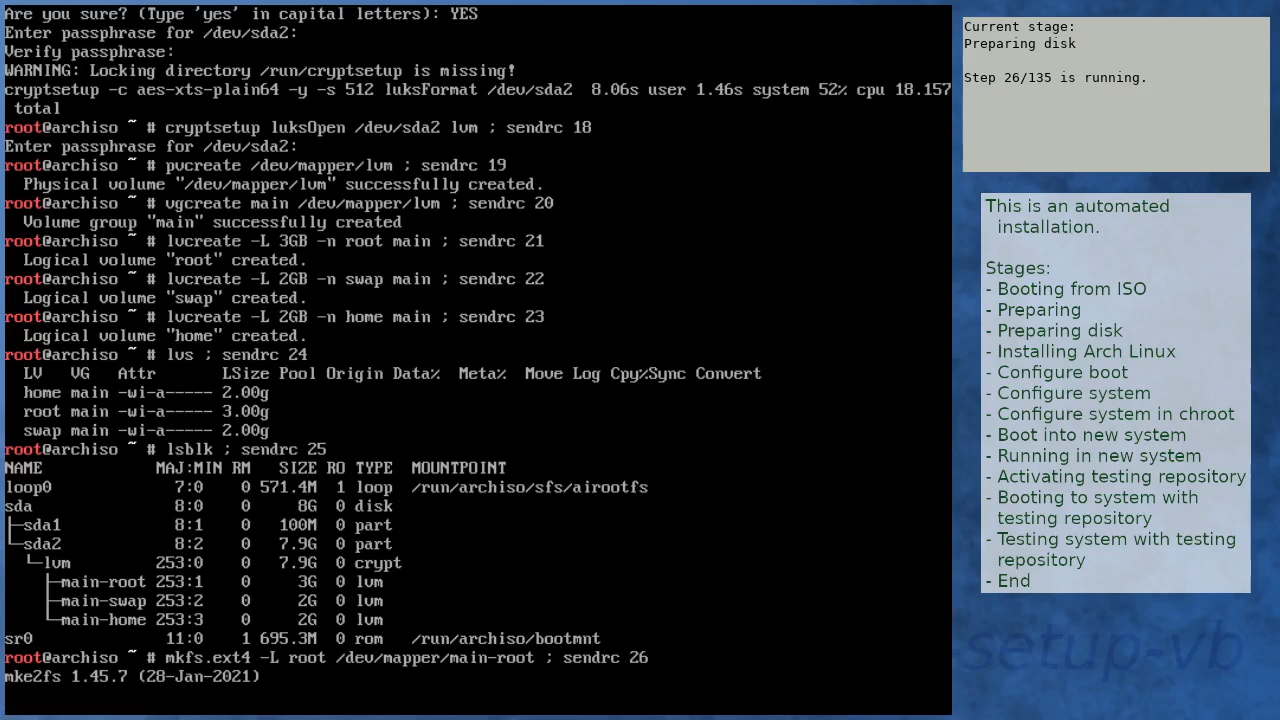 Are you sure? (Type 'yes' in capital letters): YES
Enter passphrase for /dev/sda2:
Verify passphrase:
WARNING: Locking directory /run/cryptsetup is missing!
cryptsetup -c aes-xts-plain64 -y -s 512 luksFormat /dev/sda2  8.06s user 1.46s system 52% cpu 18.157
 total
root@archiso ~ # cryptsetup luksOpen /dev/sda2 lvm ; sendrc 18
Enter passphrase for /dev/sda2:
root@archiso ~ # pvcreate /dev/mapper/lvm ; sendrc 19
  Physical volume "/dev/mapper/lvm" successfully created.
root@archiso ~ # vgcreate main /dev/mapper/lvm ; sendrc 20
  Volume group "main" successfully created
root@archiso ~ # lvcreate -L 3GB -n root main ; sendrc 21
  Logical volume "root" created.
root@archiso ~ # lvcreate -L 2GB -n swap main ; sendrc 22
  Logical volume "swap" created.
root@archiso ~ # lvcreate -L 2GB -n home main ; sendrc 23
  Logical volume "home" created.
root@archiso ~ # lvs ; sendrc 24
  LV   VG   Attr       LSize Pool Origin Data%  Meta%  Move Log Cpy%Sync Convert
  home main -wi-a----- 2.00g
  root main -wi-a----- 3.00g
  swap main -wi-a----- 2.00g
root@archiso ~ # lsblk ; sendrc 25
NAME            MAJ:MIN RM   SIZE RO TYPE  MOUNTPOINT
loop0             7:0    0 571.4M  1 loop  /run/archiso/sfs/airootfs
sda               8:0    0     8G  0 disk
├─sda1            8:1    0   100M  0 part
└─sda2            8:2    0   7.9G  0 part
  └─lvm         253:0    0   7.9G  0 crypt
    ├─main-root 253:1    0     3G  0 lvm
    ├─main-swap 253:2    0     2G  0 lvm
    └─main-home 253:3    0     2G  0 lvm
sr0              11:0    1 695.3M  0 rom   /run/archiso/bootmnt
root@archiso ~ # mkfs.ext4 -L root /dev/mapper/main-root ; sendrc 26
mke2fs 1.45.7 (28-Jan-2021)
Current stage:
Preparing disk
Step 26/135 is running.
This is an automated
installation.
Stages:
- Booting from ISO
- Preparing
- Preparing disk
- Installing Arch Linux
- Configure boot
- Configure system
- Configure system in chroot
- Boot into new system
- Running in new system
- Activating testing repository
- Booting to system with
testing repository
- Testing system with testing
repository
- End
setup-vb